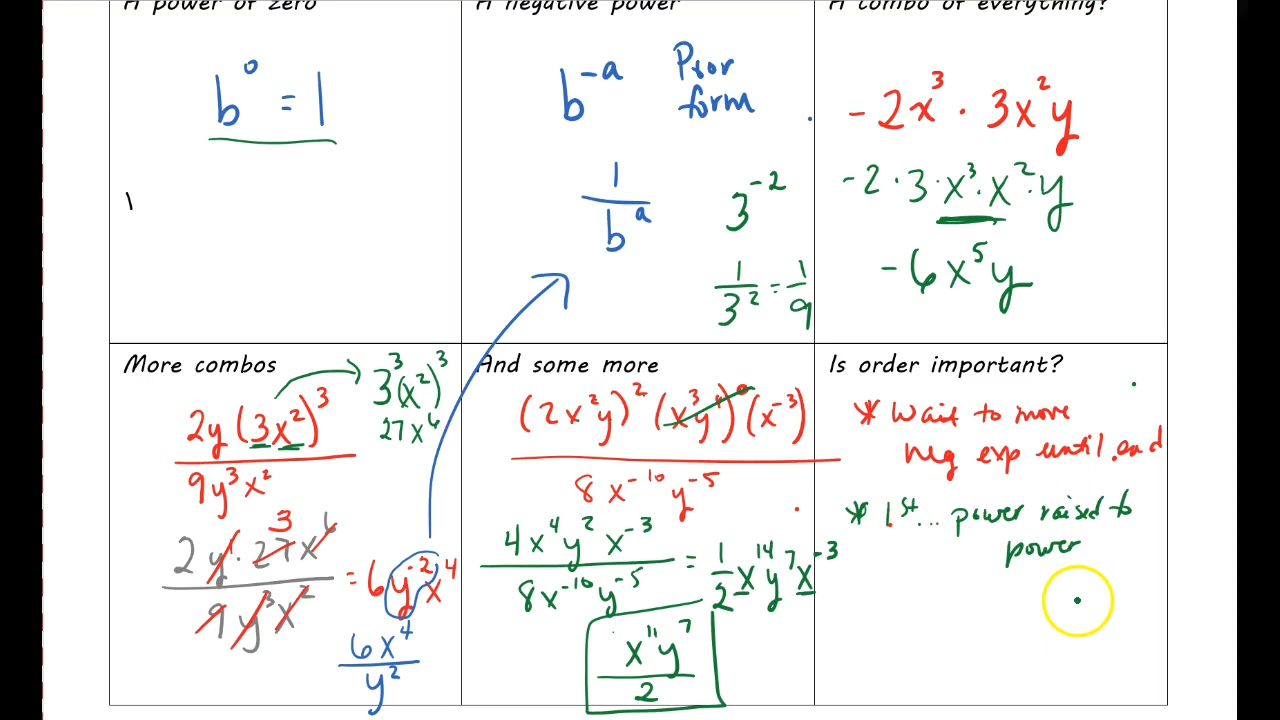 A power of zero
b⁰ = 1
A negative power
b⁻ᵃ Prior form
1/bᵃ
3⁻²
1/3² = 1/9
A combo of everything?
-2x³ · 3x²y
-2 · 3 · x³ · x² · y
-6x⁵y
More combos
2y(3x²)³ / 9y³x²
3³(x²)³
27x⁶
2y¹ · 27x⁶ / 9y³x² = 6y⁻²x⁴
3
6x⁴/y²
And some more
(2x²y)² (x³y⁴)⁰ (x⁻³) / 8x⁻¹⁰y⁻⁵
4x⁴y²x⁻³ / 8x⁻¹⁰y⁻⁵ = 1/2 x¹⁴y⁷x⁻³
x¹¹y⁷/2
Is order important?
* Wait to move
neg exp until end
* 1st... power raised to
power